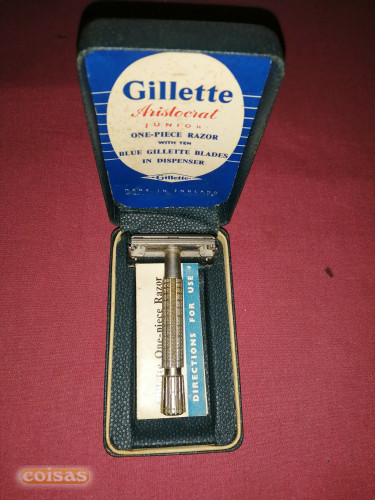 Gillette
Aristocrat
JUNIOR
ONE-PIECE RAZOR
WITH TEN
BLUE GILLETTE BLADES
IN DISPENSER
Gillette
MADE IN ENGLAND
One-piece Razor
DIRECTIONS FOR USE
coisas